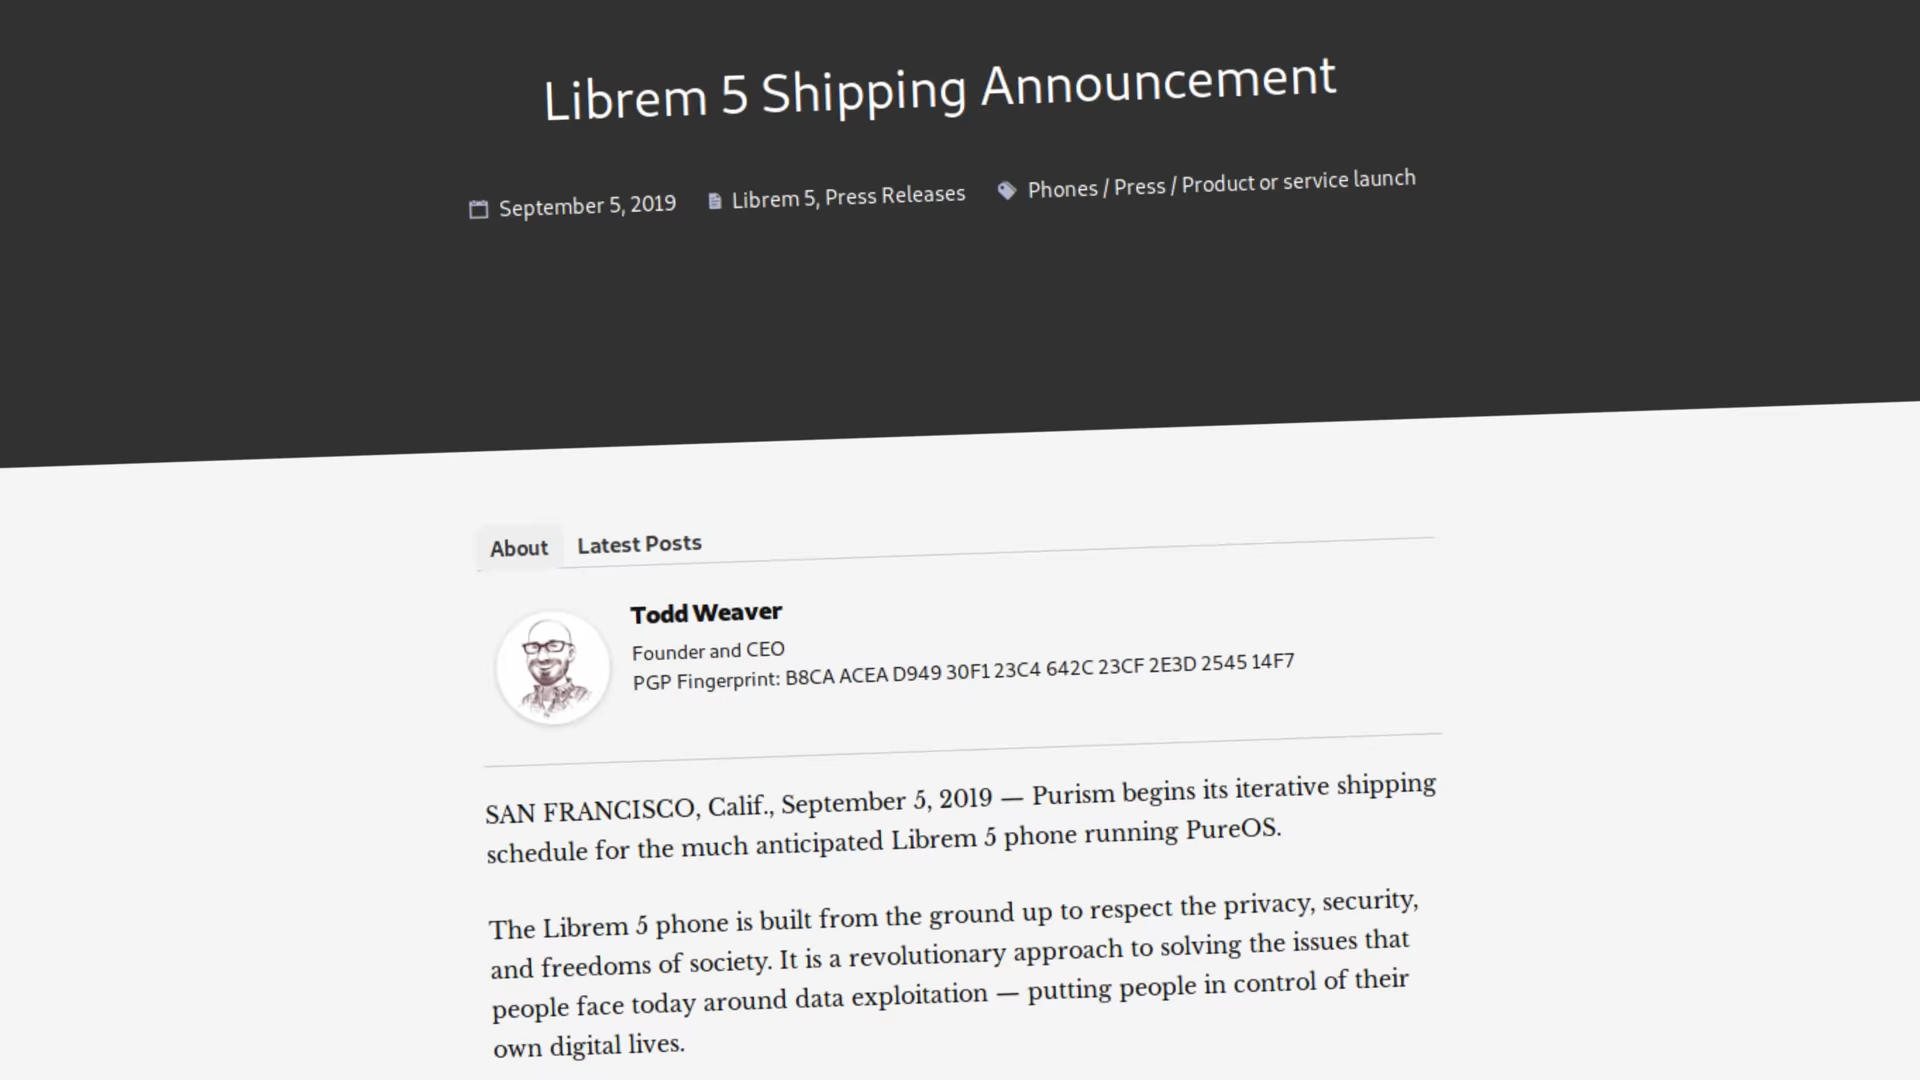 Librem 5 Shipping Announcement
September 5, 2019 Librem 5, Press Releases Phones / Press / Product or service launch
About Latest Posts
Todd Weaver
Founder and CEO
PGP Fingerprint: B8CA ACEA D949 30F1 23C4 642C 23CF 2E3D 2545 14F7
SAN FRANCISCO, Calif., September 5, 2019 — Purism begins its iterative shipping
schedule for the much anticipated Librem 5 phone running PureOS.
The Librem 5 phone is built from the ground up to respect the privacy, security,
and freedoms of society. It is a revolutionary approach to solving the issues that
people face today around data exploitation — putting people in control of their
own digital lives.